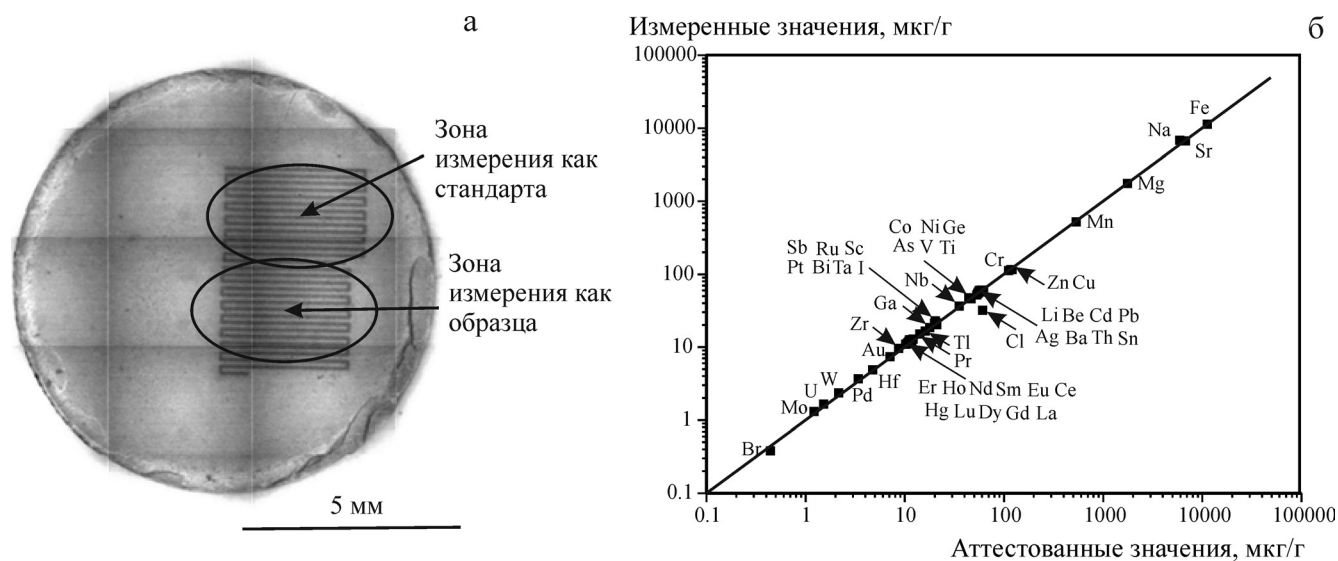 а
Зона
измерения как
стандарта
Зона
измерения как
образца
5 мм
Измеренные значения, мкг/г
б
100000
10000
1000
100
10
1
0.1
0.1
1
10
100
1000
10000
100000
Аттестованные значения, мкг/г
Fe
Na
Sr
Mg
Mn
Co Ni Ge
As V Ti
Sb Ru Sc
Pt Bi Ta I
Cr
Zn Cu
Nb
Ga
Li Be Cd Pb
Ag Ba Th Sn
Cl
Zr
Tl
Pr
Au
Hf
Er Ho Nd Sm Eu Ce
Hg Lu Dy Gd La
W
Pd
U
Mo
Br